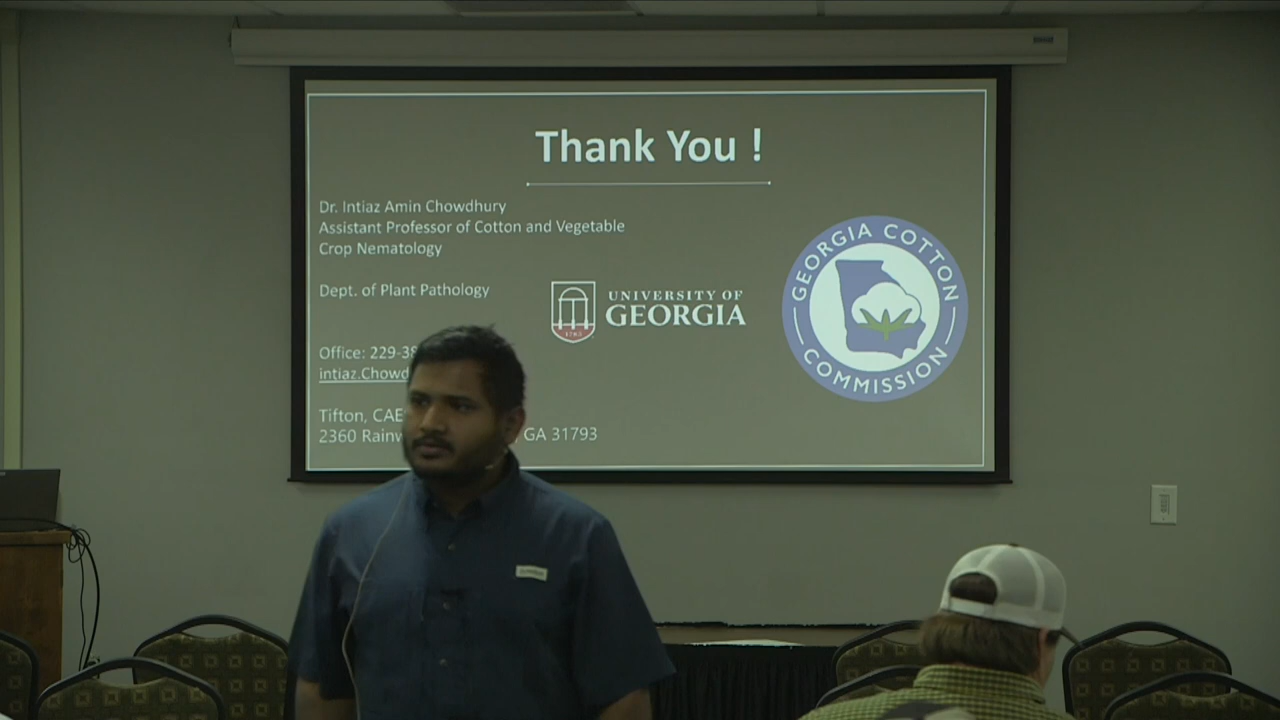 Thank You !
Dr. Intiaz Amin Chowdhury
Assistant Professor of Cotton and Vegetable
Crop Nematology
Dept. of Plant Pathology
UNIVERSITY OF
GEORGIA
1785
GEORGIA COTTON
COMMISSION
Office: 229-38
intiaz.Chowd
Tifton, CAE
2360 Rainw GA 31793